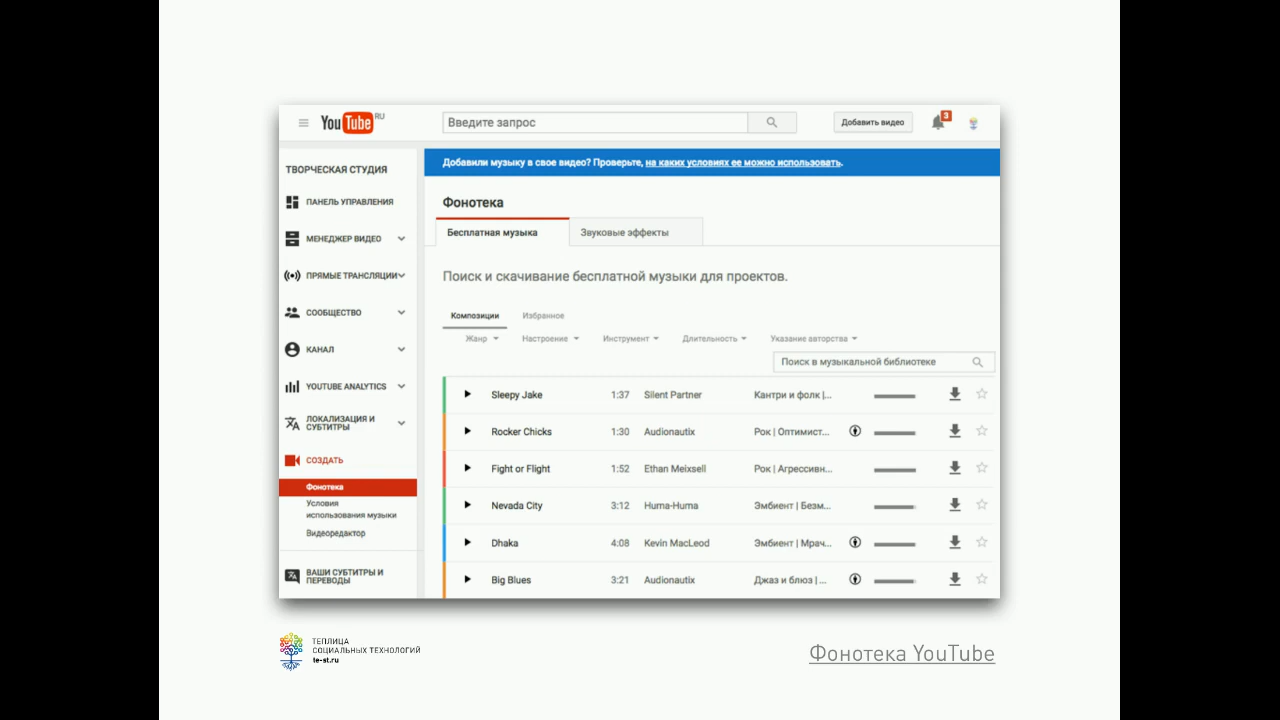 YouTube RU
Введите запрос
Добавить видео
3
ТВОРЧЕСКАЯ СТУДИЯ
ПАНЕЛЬ УПРАВЛЕНИЯ
МЕНЕДЖЕР ВИДЕО
ПРЯМЫЕ ТРАНСЛЯЦИИ
СООБЩЕСТВО
КАНАЛ
YOUTUBE ANALYTICS
ЛОКАЛИЗАЦИЯ И
СУБТИТРЫ
СОЗДАТЬ
Фонотека
Условия
использования музыки
Видеоредактор
ВАШИ СУБТИТРЫ И
ПЕРЕВОДЫ
Добавили музыку в свое видео? Проверьте, на каких условиях ее можно использовать.
Фонотека
Бесплатная музыка Звуковые эффекты
Поиск и скачивание бесплатной музыки для проектов.
Композиции Избранное
Жанр Настроение Инструмент Длительность Указание авторства
Поиск в музыкальной библиотеке
Sleepy Jake 1:37 Silent Partner Кантри и фолк |...
Rocker Chicks 1:30 Audionautix Рок | Оптимист...
Fight or Flight 1:52 Ethan Meixsell Рок | Агрессивн...
Nevada City 3:12 Huma-Huma Эмбиент | Безм...
Dhaka 4:08 Kevin MacLeod Эмбиент | Мрач...
Big Blues 3:21 Audionautix Джаз и блюз | ...
ТЕПЛИЦА
СОЦИАЛЬНЫХ ТЕХНОЛОГИЙ
te-st.ru
Фонотека YouTube